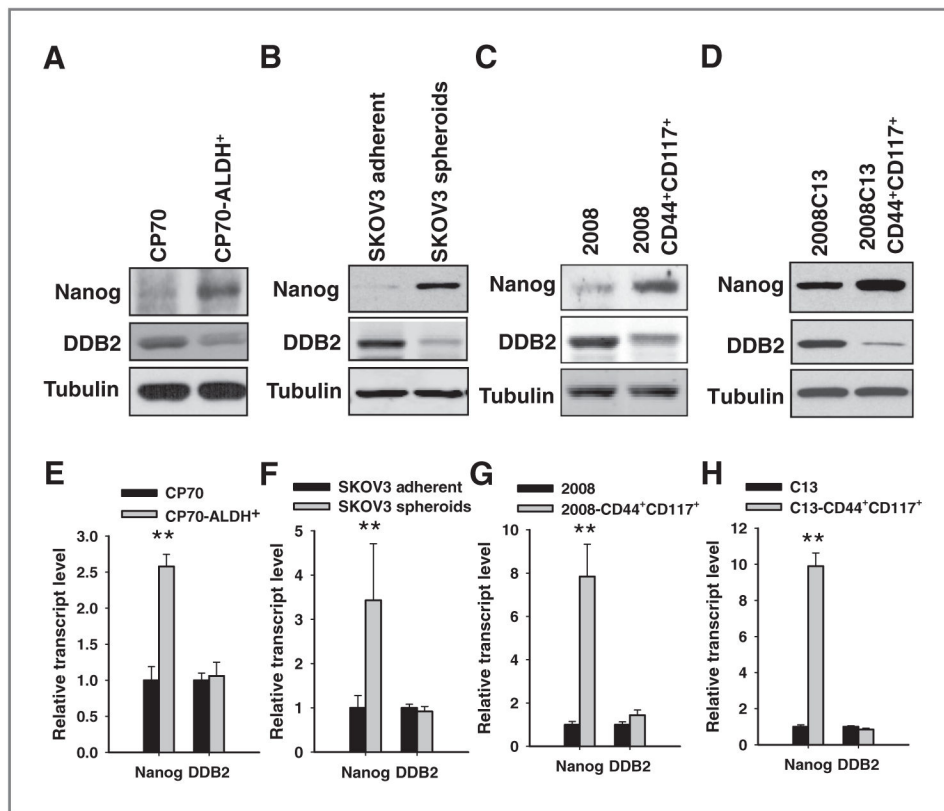 A
CP70
CP70-ALDH⁺
Nanog
DDB2
Tubulin
B
SKOV3 adherent
SKOV3 spheroids
Nanog
DDB2
Tubulin
C
2008
2008
CD44⁺CD117⁺
Nanog
DDB2
Tubulin
D
2008C13
2008C13
CD44⁺CD117⁺
Nanog
DDB2
Tubulin
E
CP70
CP70-ALDH⁺
Relative transcript level
3.0
2.5
2.0
1.5
1.0
0.5
0.0
**
Nanog DDB2
F
SKOV3 adherent
SKOV3 spheroids
Relative transcript level
5
4
3
2
1
0
**
Nanog DDB2
G
2008
2008-CD44⁺CD117⁺
Relative transcript level
10
8
6
4
2
0
**
Nanog DDB2
H
C13
C13-CD44⁺CD117⁺
Relative transcript level
12
10
8
6
4
2
0
**
Nanog DDB2